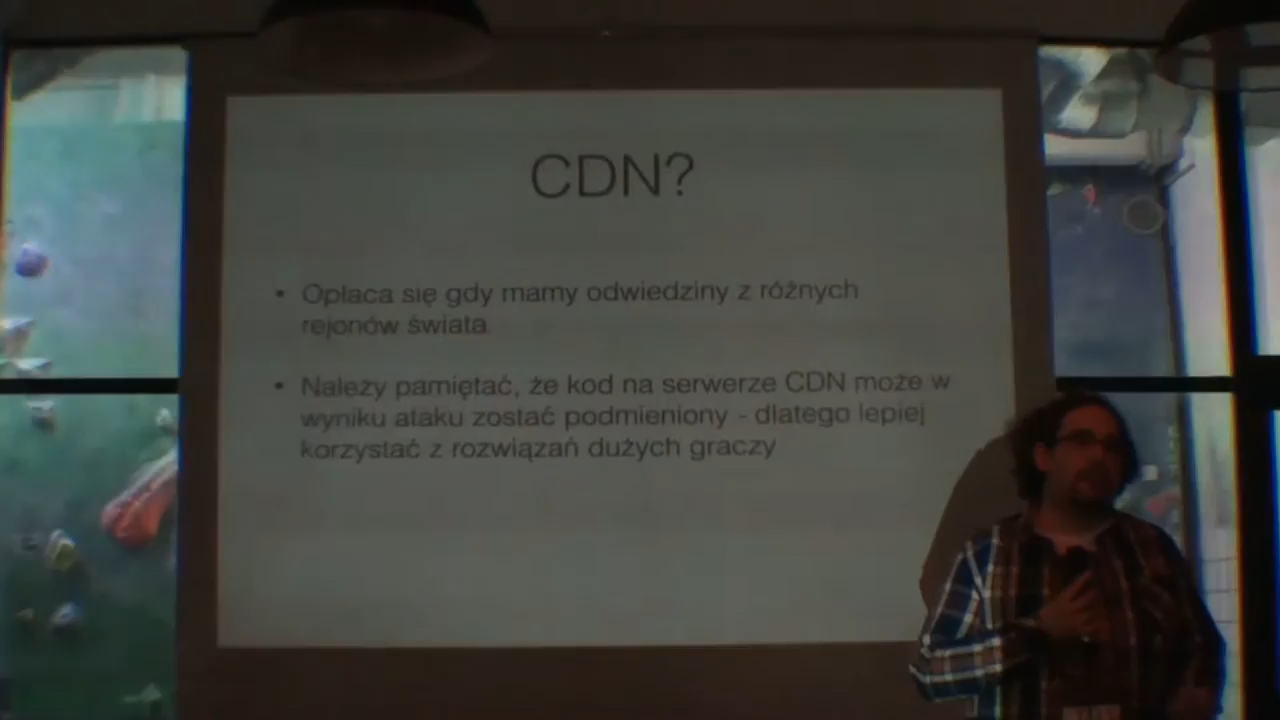 CDN?
• Opłaca się gdy mamy odwiedziny z różnych
rejonów świata
• Należy pamiętać, że kod na serwerze CDN może w
wyniku ataku zostać podmieniony - dlatego lepiej
korzystać z rozwiązań dużych graczy